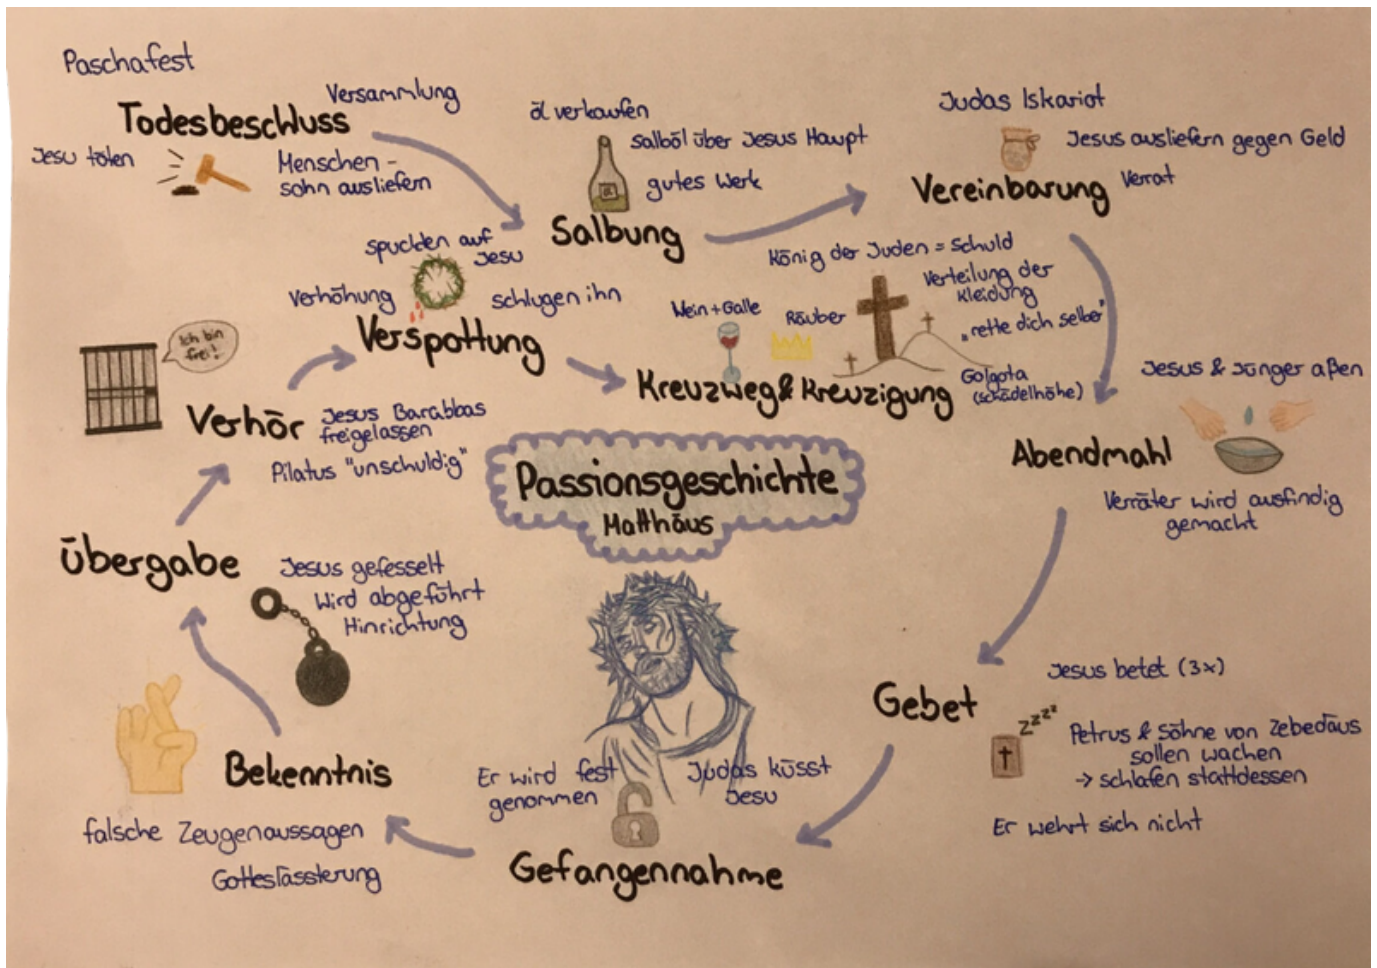 Paschafest
Todesbeschluss
Versammlung
Jesu töten
Menschen-
sohn ausliefern
öl verkaufen
salböl über Jesus Haupt
gutes Werk
Salbung
Judas Iskariot
Jesus ausliefern gegen Geld
Verrat
Vereinbarung
Jesus & Jünger aßen
Abendmahl
Verräter wird ausfindig
gemacht
Jesus betet (3x)
Gebet
zzzz
Petrus & Söhne von Zebedäus
sollen wachen
→ schlafen stattdessen
Er wehrt sich nicht
Er wird fest
genommen
Judas küsst
Jesu
Gefangennahme
Bekenntnis
falsche Zeugenaussagen
Gotteslässterung
Übergabe
Jesus gefesselt
Wird abgeführt
Hinrichtung
Ich bin
frei!
Verhör
Jesus Barabbas
freigelassen
Pilatus "unschuldig"
spuckten auf
Jesu
Verhöhung
schlugen ihn
Verspottung
König der Juden = Schuld
Verteilung der
Kleidung
„rette dich selber"
Wein+Galle
Räuber
Kreuzweg & Kreuzigung
Golgota
(schädelhöhe)
Passionsgeschichte
Matthäus